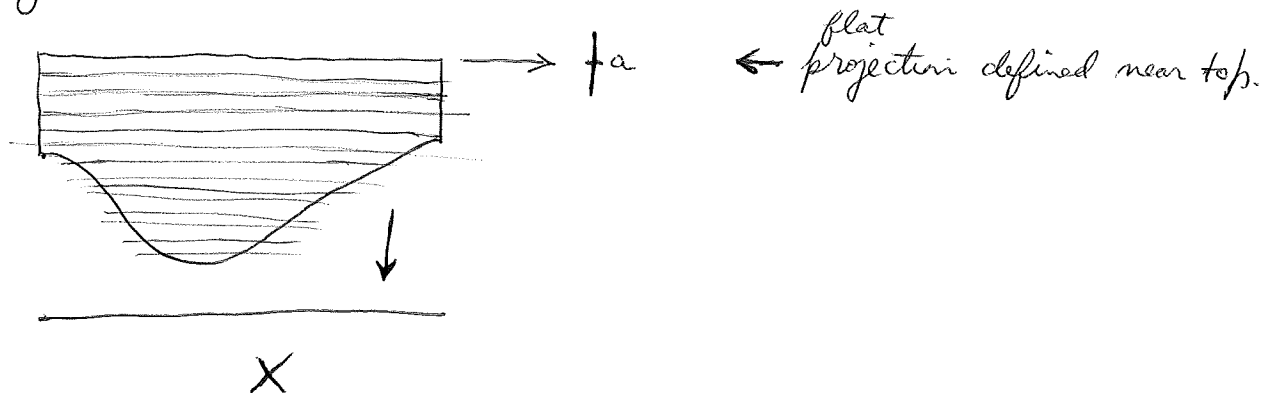 flat
a ← projection defined near top.
X